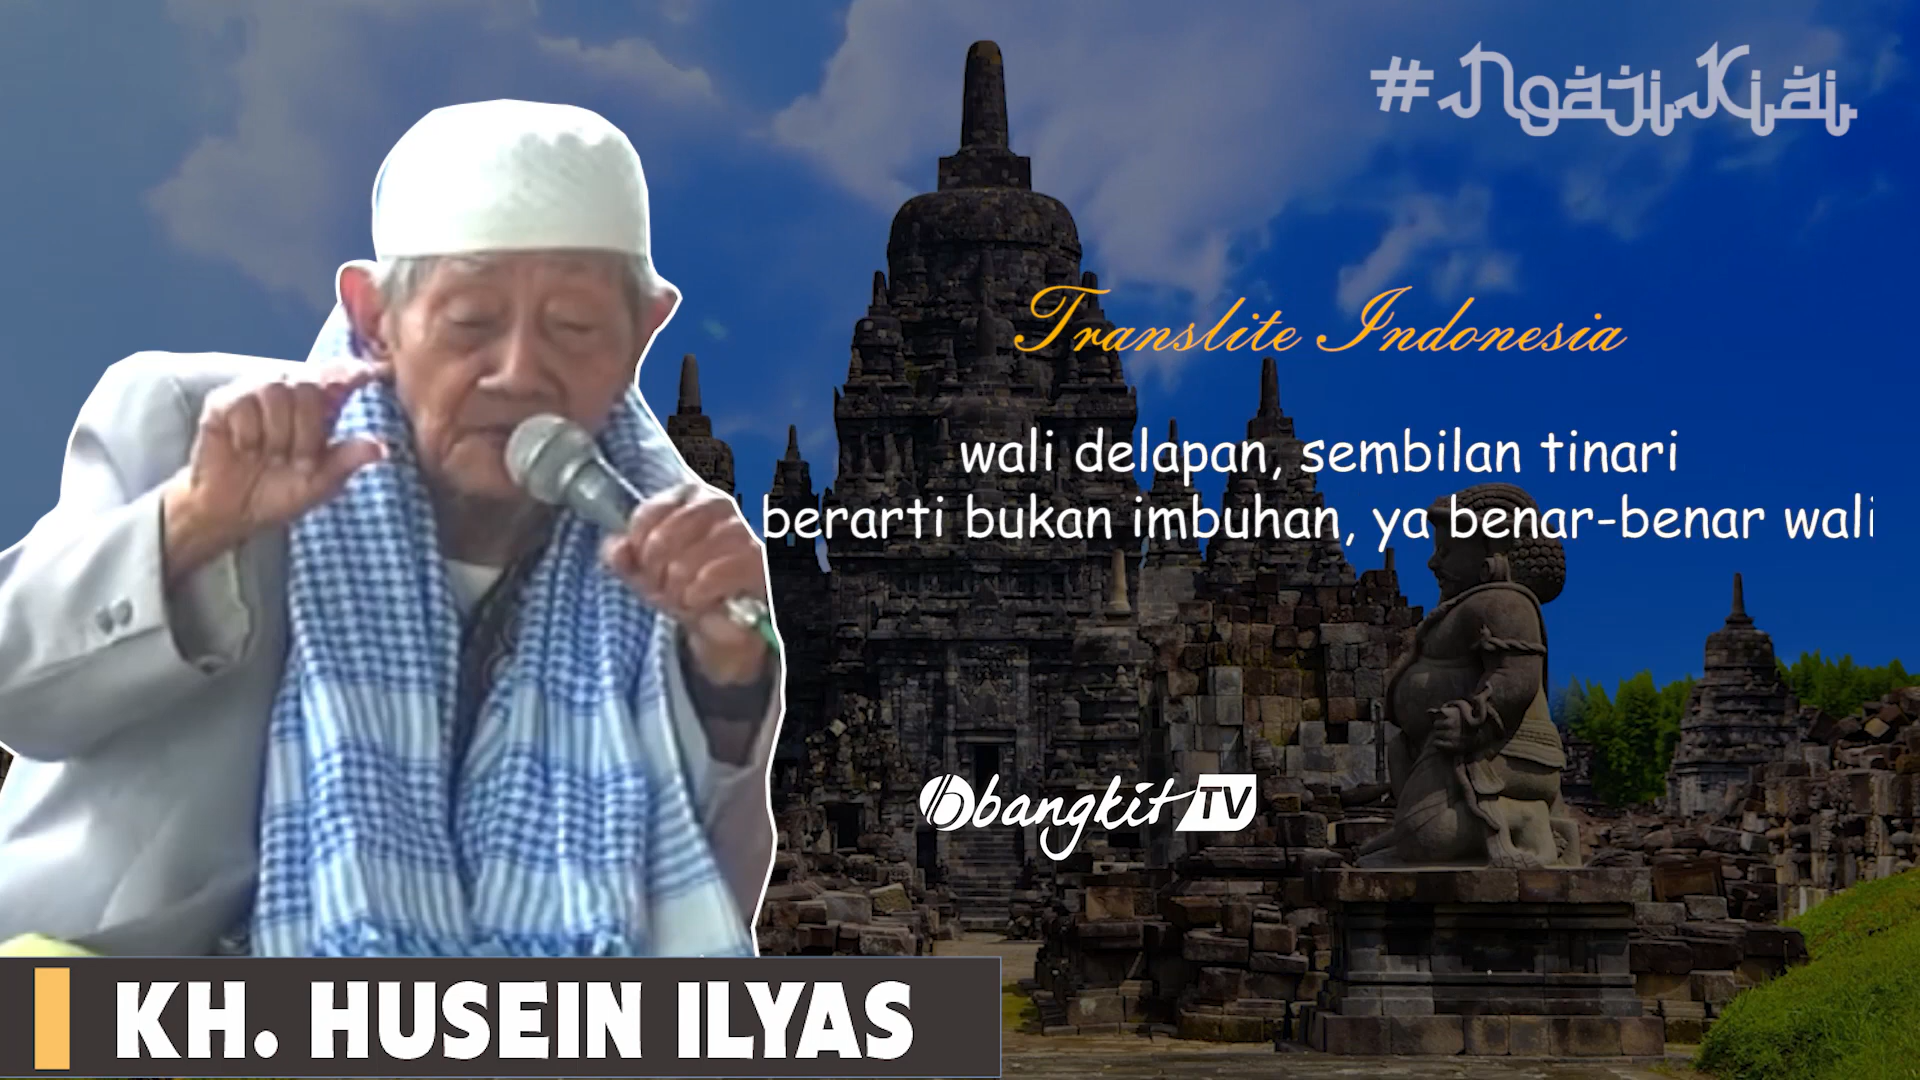 #NgajiKiai
Translite Indonesia
wali delapan, sembilan tinari
berarti bukan imbuhan, ya benar-benar wali
bangkit TV
KH. HUSEIN ILYAS